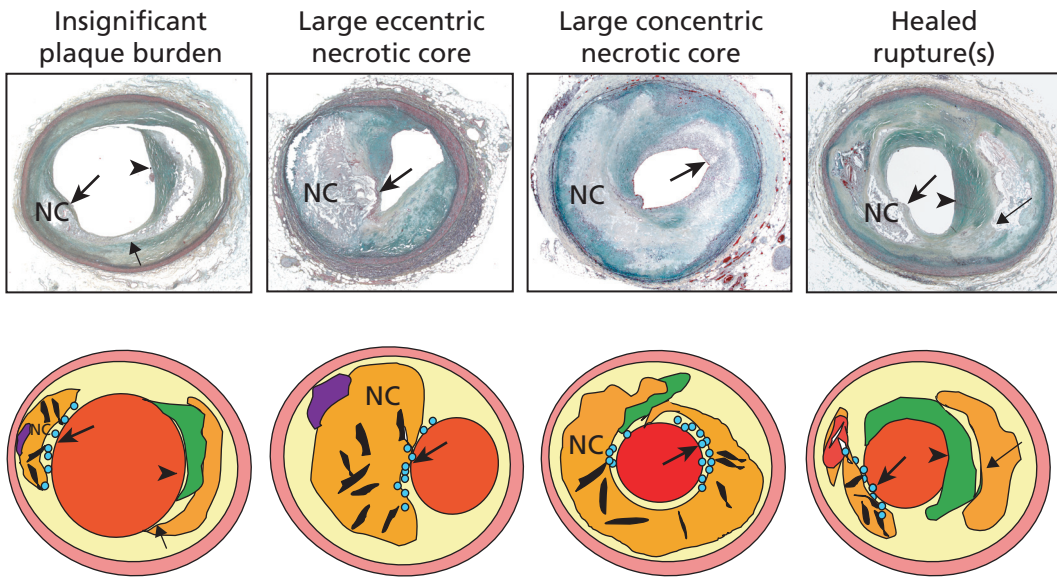 Insignificant
plaque burden
Large eccentric
necrotic core
Large concentric
necrotic core
Healed
rupture(s)
NC
NC
NC
NC
NC
NC
NC